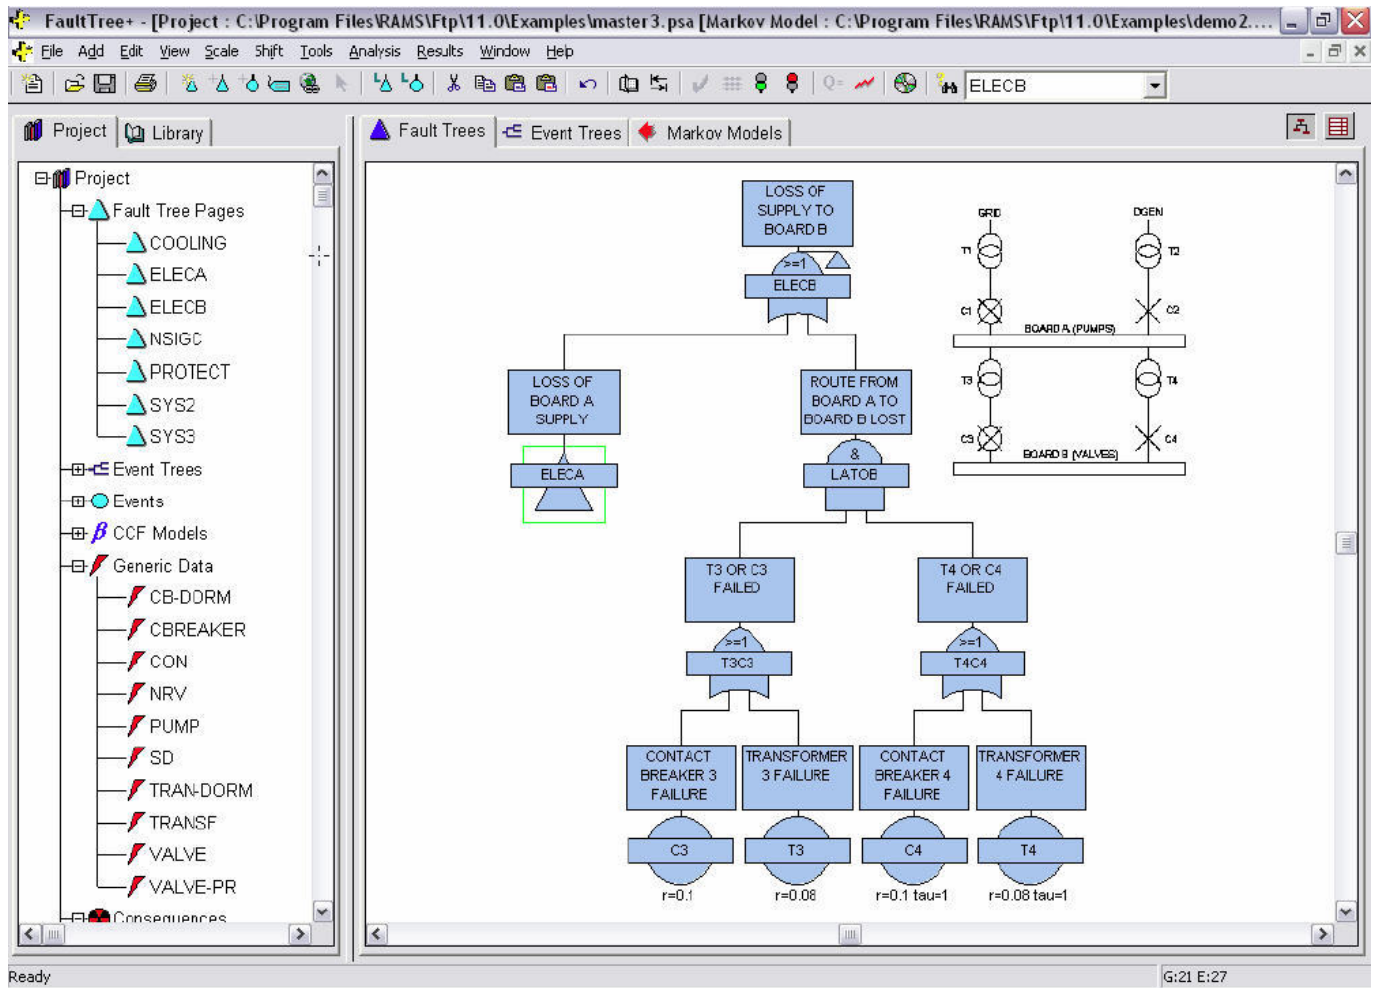 FaultTree+ - [Project : C:\Program Files\RAMS\Ftp\11.0\Examples\master3.psa [Markov Model : C:\Program Files\RAMS\Ftp\11.0\Examples\demo2....
File Add Edit View Scale Shift Tools Analysis Results Window Help
Q= ELECB
Project Library
Fault Trees Event Trees Markov Models
Project
Fault Tree Pages
COOLING
ELECA
ELECB
NSIGC
PROTECT
SYS2
SYS3
Event Trees
Events
β CCF Models
Generic Data
CB-DORM
CBREAKER
CON
NRV
PUMP
SD
TRAN-DORM
TRANSF
VALVE
VALVE-PR
Consequences
LOSS OF
SUPPLY TO
BOARD B
>=1
ELECB
LOSS OF
BOARD A
SUPPLY
ELECA
ROUTE FROM
BOARD A TO
BOARD B LOST
&
LATOB
T3 OR C3
FAILED
>=1
T3C3
T4 OR C4
FAILED
>=1
T4C4
CONTACT
BREAKER 3
FAILURE
C3
r=0.1
TRANSFORMER
3 FAILURE
T3
r=0.08
CONTACT
BREAKER 4
FAILURE
C4
r=0.1 tau=1
TRANSFORMER
4 FAILURE
T4
r=0.08 tau=1
GRID DGEN
T1 T2
C1 C2
BOARD A (PUMPS)
T3 T4
C3 C4
BOARD B (VALVES)
Ready G:21 E:27